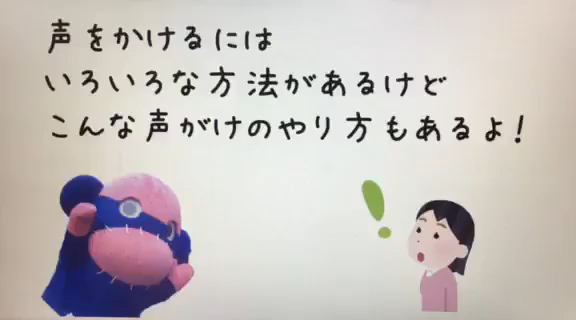 声をかけるには
いろいろな方法があるけど
こんな声がけのやり方もあるよ!